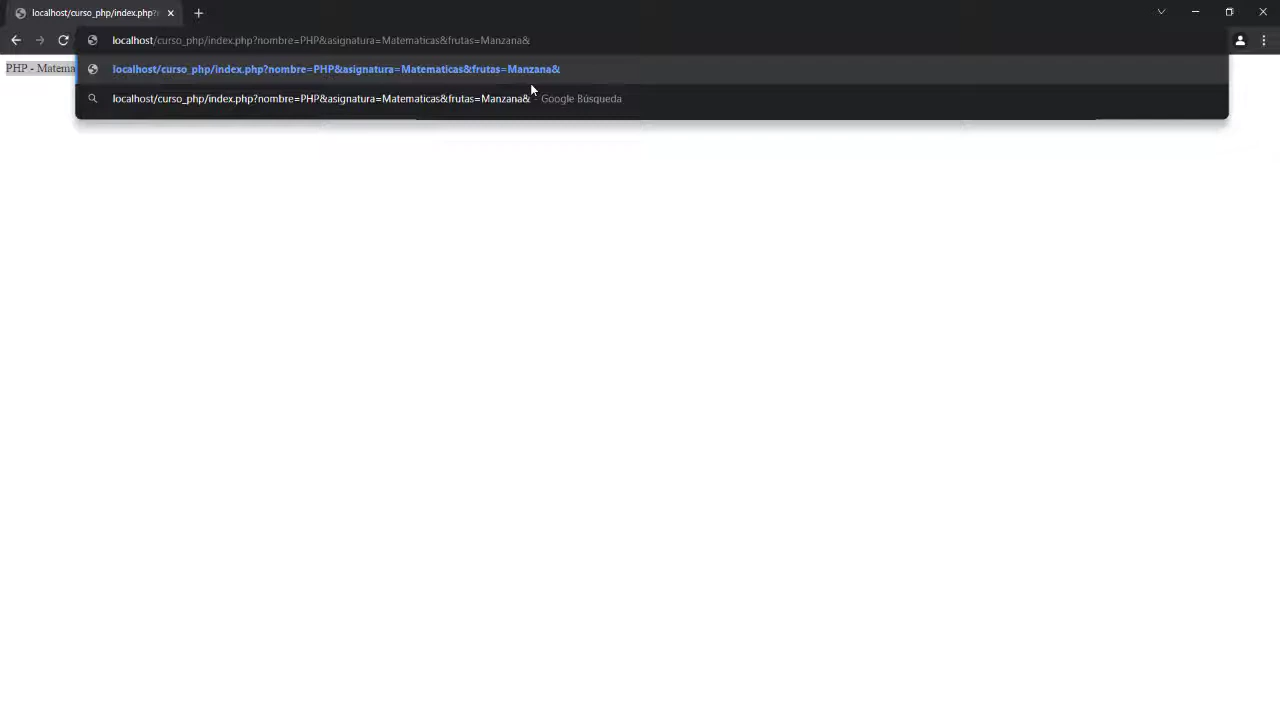 localhost/curso_php/index.php?
localhost/curso_php/index.php?nombre=PHP&asignatura=Matematicas&frutas=Manzana&
PHP - Matema
localhost/curso_php/index.php?nombre=PHP&asignatura=Matematicas&frutas=Manzana&
localhost/curso_php/index.php?nombre=PHP&asignatura=Matematicas&frutas=Manzana& - Google Búsqueda